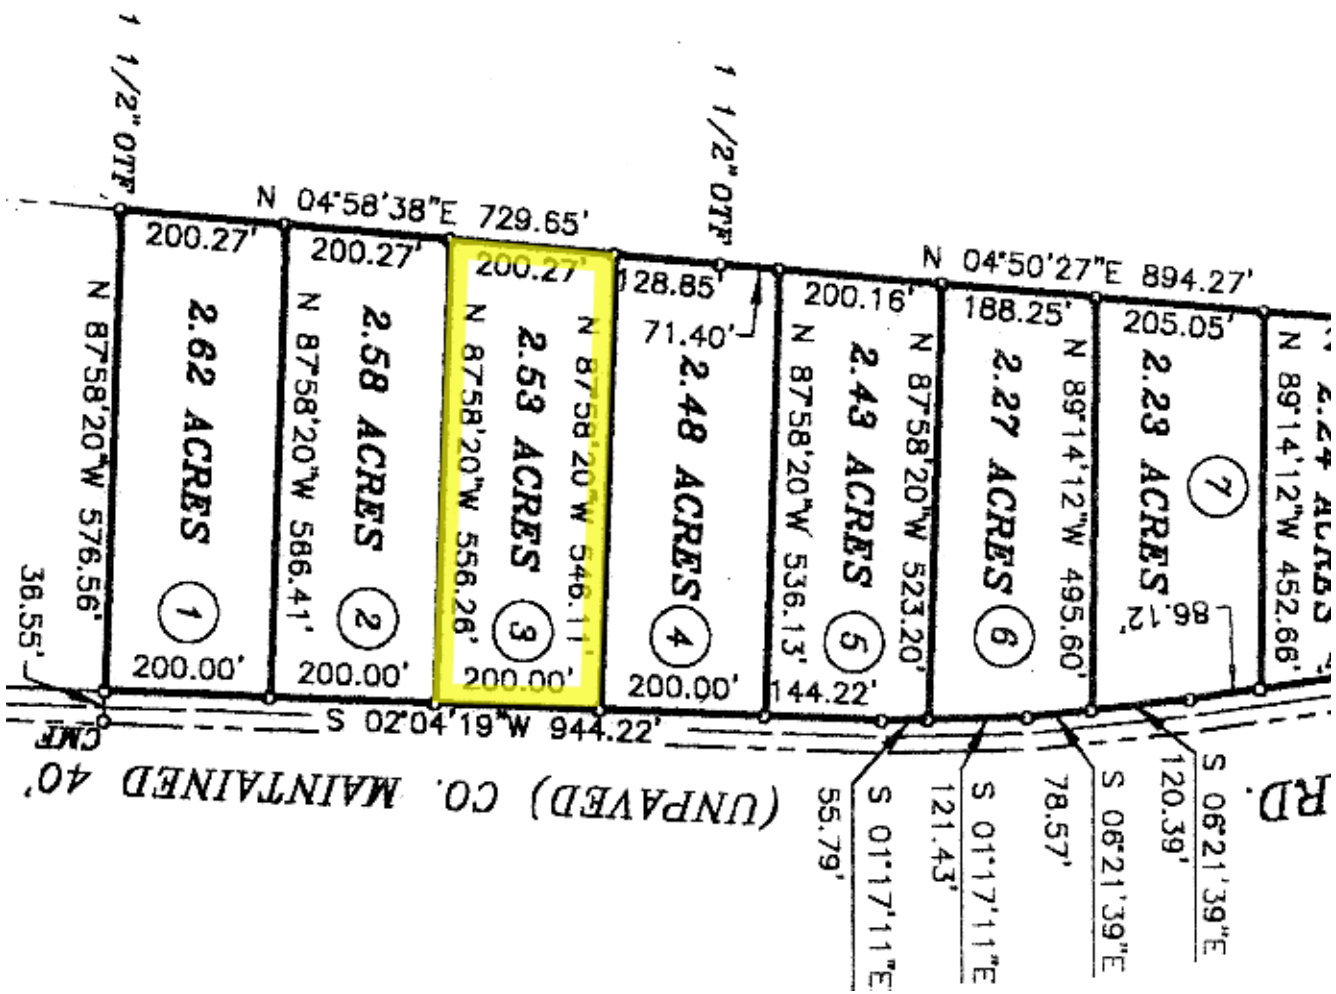 1 1/2"OTF
1 1/2"OTF
N 04°58'38"E 729.65'
N 04°50'27"E 894.27'
200.27'
200.27'
200.27'
128.85'
71.40'
200.16'
188.25'
205.05'
N 87°58'20"W 576.56'
2.62 ACRES
1
N 87°58'20"W 566.41'
2.58 ACRES
2
N 87°58'20"W 556.26'
2.53 ACRES
3
N 87°58'20"W 546.11'
2.48 ACRES
4
N 87°58'20"W 536.13'
2.43 ACRES
5
N 87°58'20"W 523.20'
2.27 ACRES
6
N 89°14'12"W 495.60'
2.23 ACRES
7
N 89°14'12"W 452.66'
2.24 ACRES
86.12'
36.55'
200.00'
200.00'
200.00'
200.00'
144.22'
S 02°04'19"W 944.22'
CMF
40' MAINTAINED CO. (UNPAVED)
RD.
S 01°17'11"E
55.79'
S 01°17'11"E
121.43'
S 06°21'39"E
78.57'
S 06°21'39"E
120.39'